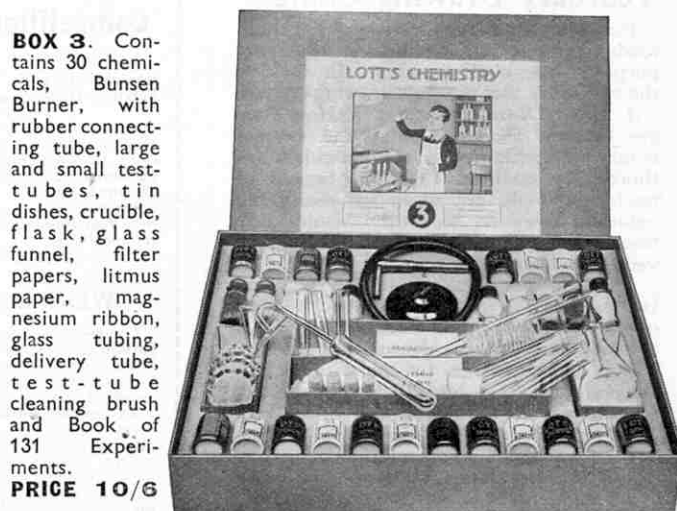 BOX 3. Con-
tains 30 chemi-
cals, Bunsen
Burner, with
rubber connect-
ing tube, large
and small test-
tubes, tin
dishes, crucible,
flask, glass
funnel, filter
papers, litmus
paper, mag-
nesium ribbon,
glass tubing,
delivery tube,
test-tube
cleaning brush
and Book of
131 Experi-
ments.
PRICE 10/6
LOTT'S CHEMISTRY
3